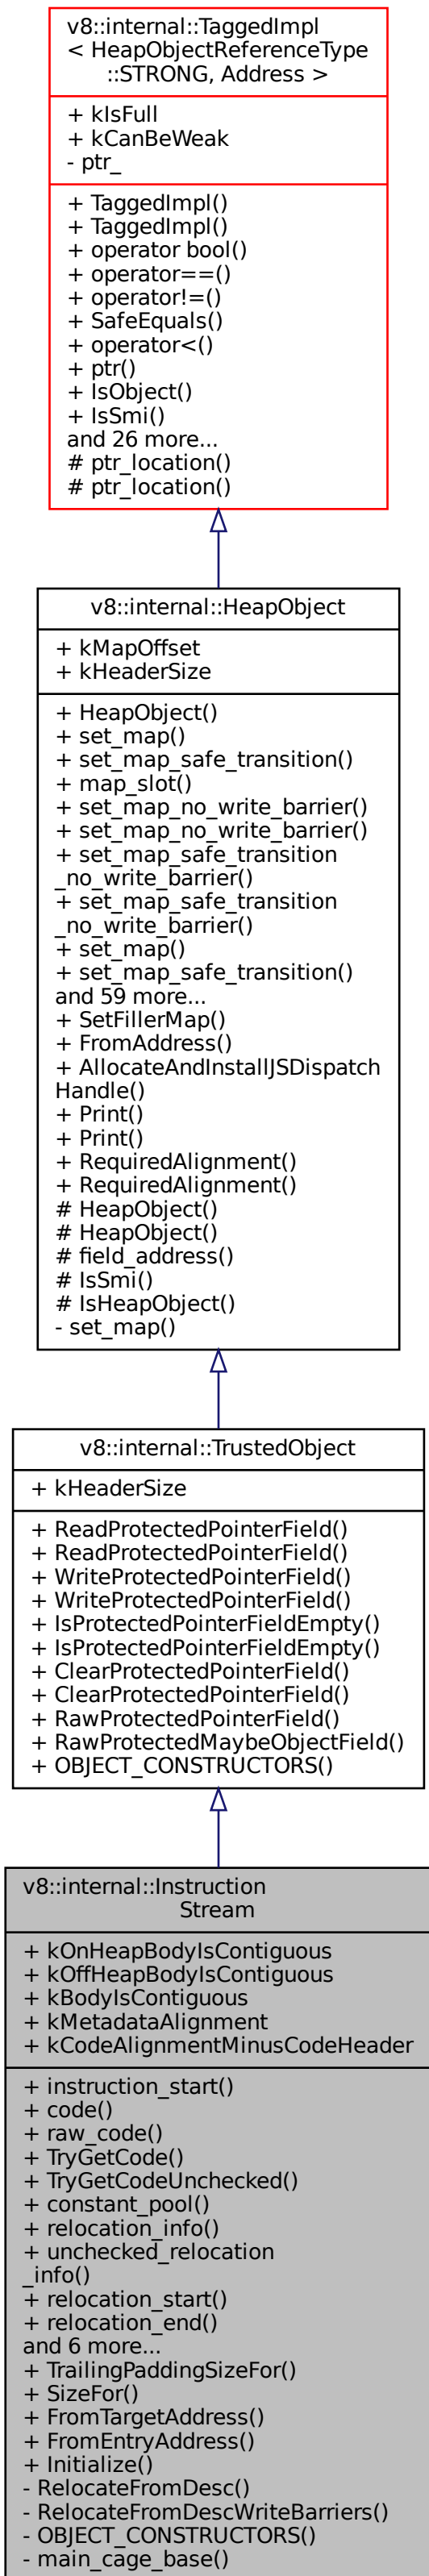 v8::internal::TaggedImpl
< HeapObjectReferenceType
::STRONG, Address >
+ kIsFull
+ kCanBeWeak
- ptr_
+ TaggedImpl()
+ TaggedImpl()
+ operator bool()
+ operator==()
+ operator!=()
+ SafeEquals()
+ operator<()
+ ptr()
+ IsObject()
+ IsSmi()
and 26 more...
# ptr_location()
# ptr_location()
v8::internal::HeapObject
+ kMapOffset
+ kHeaderSize
+ HeapObject()
+ set_map()
+ set_map_safe_transition()
+ map_slot()
+ set_map_no_write_barrier()
+ set_map_no_write_barrier()
+ set_map_safe_transition
_no_write_barrier()
+ set_map_safe_transition
_no_write_barrier()
+ set_map()
+ set_map_safe_transition()
and 59 more...
+ SetFillerMap()
+ FromAddress()
+ AllocateAndInstallJSDispatch
Handle()
+ Print()
+ Print()
+ RequiredAlignment()
+ RequiredAlignment()
# HeapObject()
# HeapObject()
# field_address()
# IsSmi()
# IsHeapObject()
- set_map()
v8::internal::TrustedObject
+ kHeaderSize
+ ReadProtectedPointerField()
+ ReadProtectedPointerField()
+ WriteProtectedPointerField()
+ WriteProtectedPointerField()
+ IsProtectedPointerFieldEmpty()
+ IsProtectedPointerFieldEmpty()
+ ClearProtectedPointerField()
+ ClearProtectedPointerField()
+ RawProtectedPointerField()
+ RawProtectedMaybeObjectField()
+ OBJECT_CONSTRUCTORS()
v8::internal::Instruction
Stream
+ kOnHeapBodyIsContiguous
+ kOffHeapBodyIsContiguous
+ kBodyIsContiguous
+ kMetadataAlignment
+ kCodeAlignmentMinusCodeHeader
+ instruction_start()
+ code()
+ raw_code()
+ TryGetCode()
+ TryGetCodeUnchecked()
+ constant_pool()
+ relocation_info()
+ unchecked_relocation
_info()
+ relocation_start()
+ relocation_end()
and 6 more...
+ TrailingPaddingSizeFor()
+ SizeFor()
+ FromTargetAddress()
+ FromEntryAddress()
+ Initialize()
- RelocateFromDesc()
- RelocateFromDescWriteBarriers()
- OBJECT_CONSTRUCTORS()
- main_cage_base()